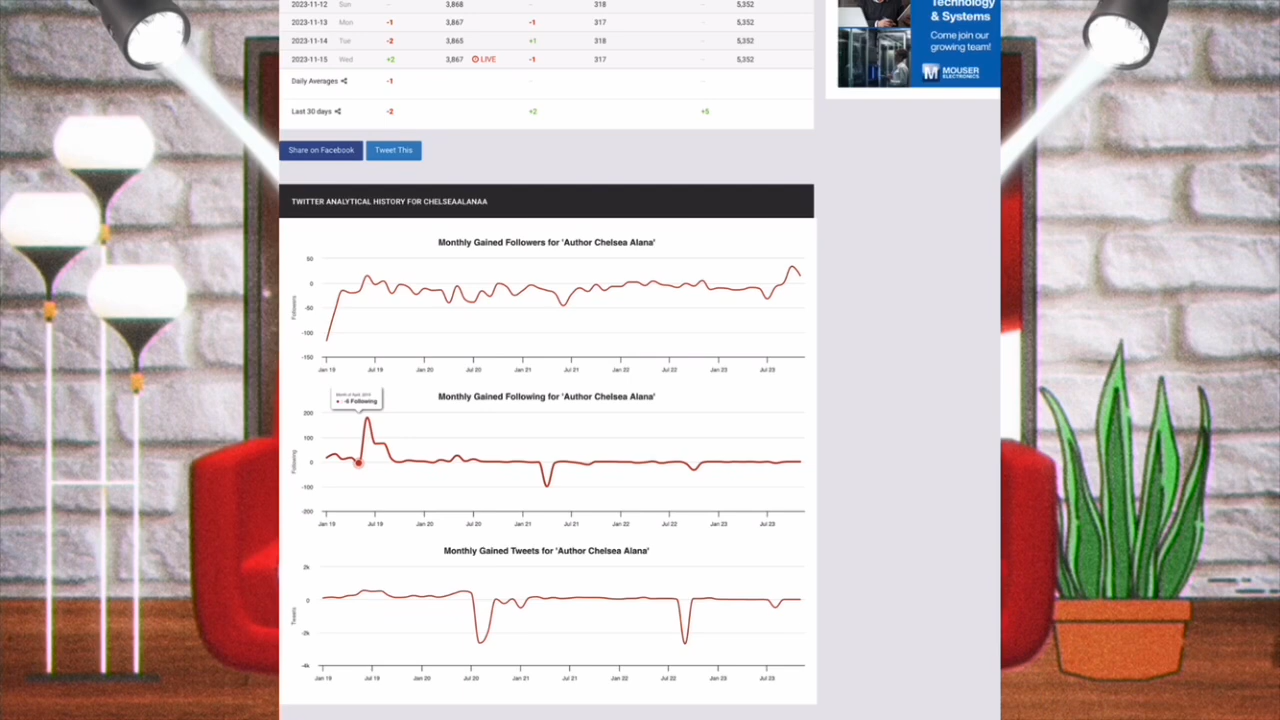 Technology
2023-11-12 Sun - 3,868 - 318 - 5,352
& Systems
2023-11-13 Mon -1 3,867 -1 317 - 5,352
Come join our
2023-11-14 Tue -2 3,865 +1 318 - 5,352
growing team!
2023-11-15 Wed +2 3,867 LIVE -1 317 - 5,352
M MOUSER
ELECTRONICS
Daily Averages -1 - -
Last 30 days -2 +2 +5
Share on Facebook Tweet This
TWITTER ANALYTICAL HISTORY FOR CHELSEAALANAA
Monthly Gained Followers for 'Author Chelsea Alana'
50
0
-50
-100
-150
Followers
Jan 19 Jul 19 Jan 20 Jul 20 Jan 21 Jul 21 Jan 22 Jul 22 Jan 23 Jul 23
Monthly Gained Following for 'Author Chelsea Alana'
Month of April, 2019
● : -6 Following
200
100
0
-100
-200
Following
Jan 19 Jul 19 Jan 20 Jul 20 Jan 21 Jul 21 Jan 22 Jul 22 Jan 23 Jul 23
Monthly Gained Tweets for 'Author Chelsea Alana'
2k
0
-2k
-4k
Tweets
Jan 19 Jul 19 Jan 20 Jul 20 Jan 21 Jul 21 Jan 22 Jul 22 Jan 23 Jul 23